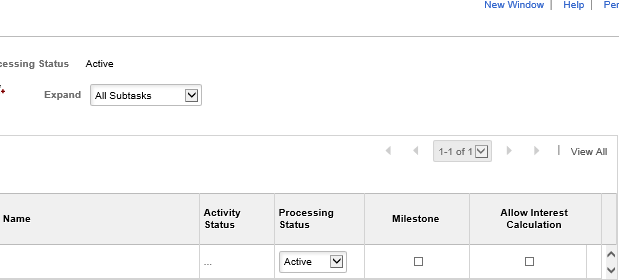 New Window | Help | Per
cessing Status Active
Expand All Subtasks
1-1 of 1 | View All
Name Activity Status Processing Status Milestone Allow Interest Calculation
... Active